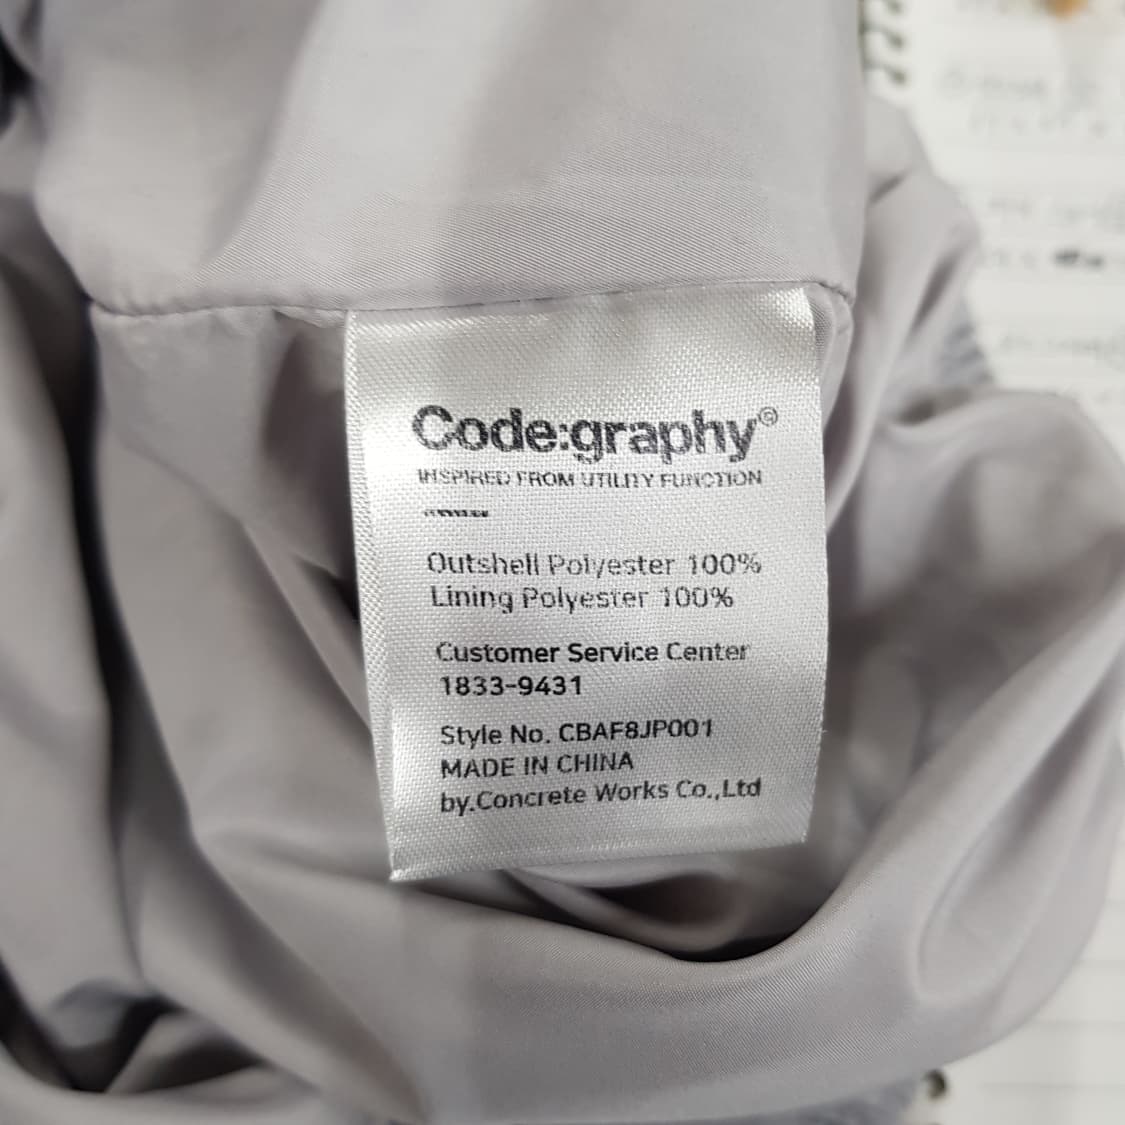 Code:graphy©
INSPIRED FROM UTILITY FUNCTION
Outshell Polyester 100%
Lining Polyester 100%
Customer Service Center
1833-9431
Style No. CBAF8JP001
MADE IN CHINA
by.Concrete Works Co.,Ltd